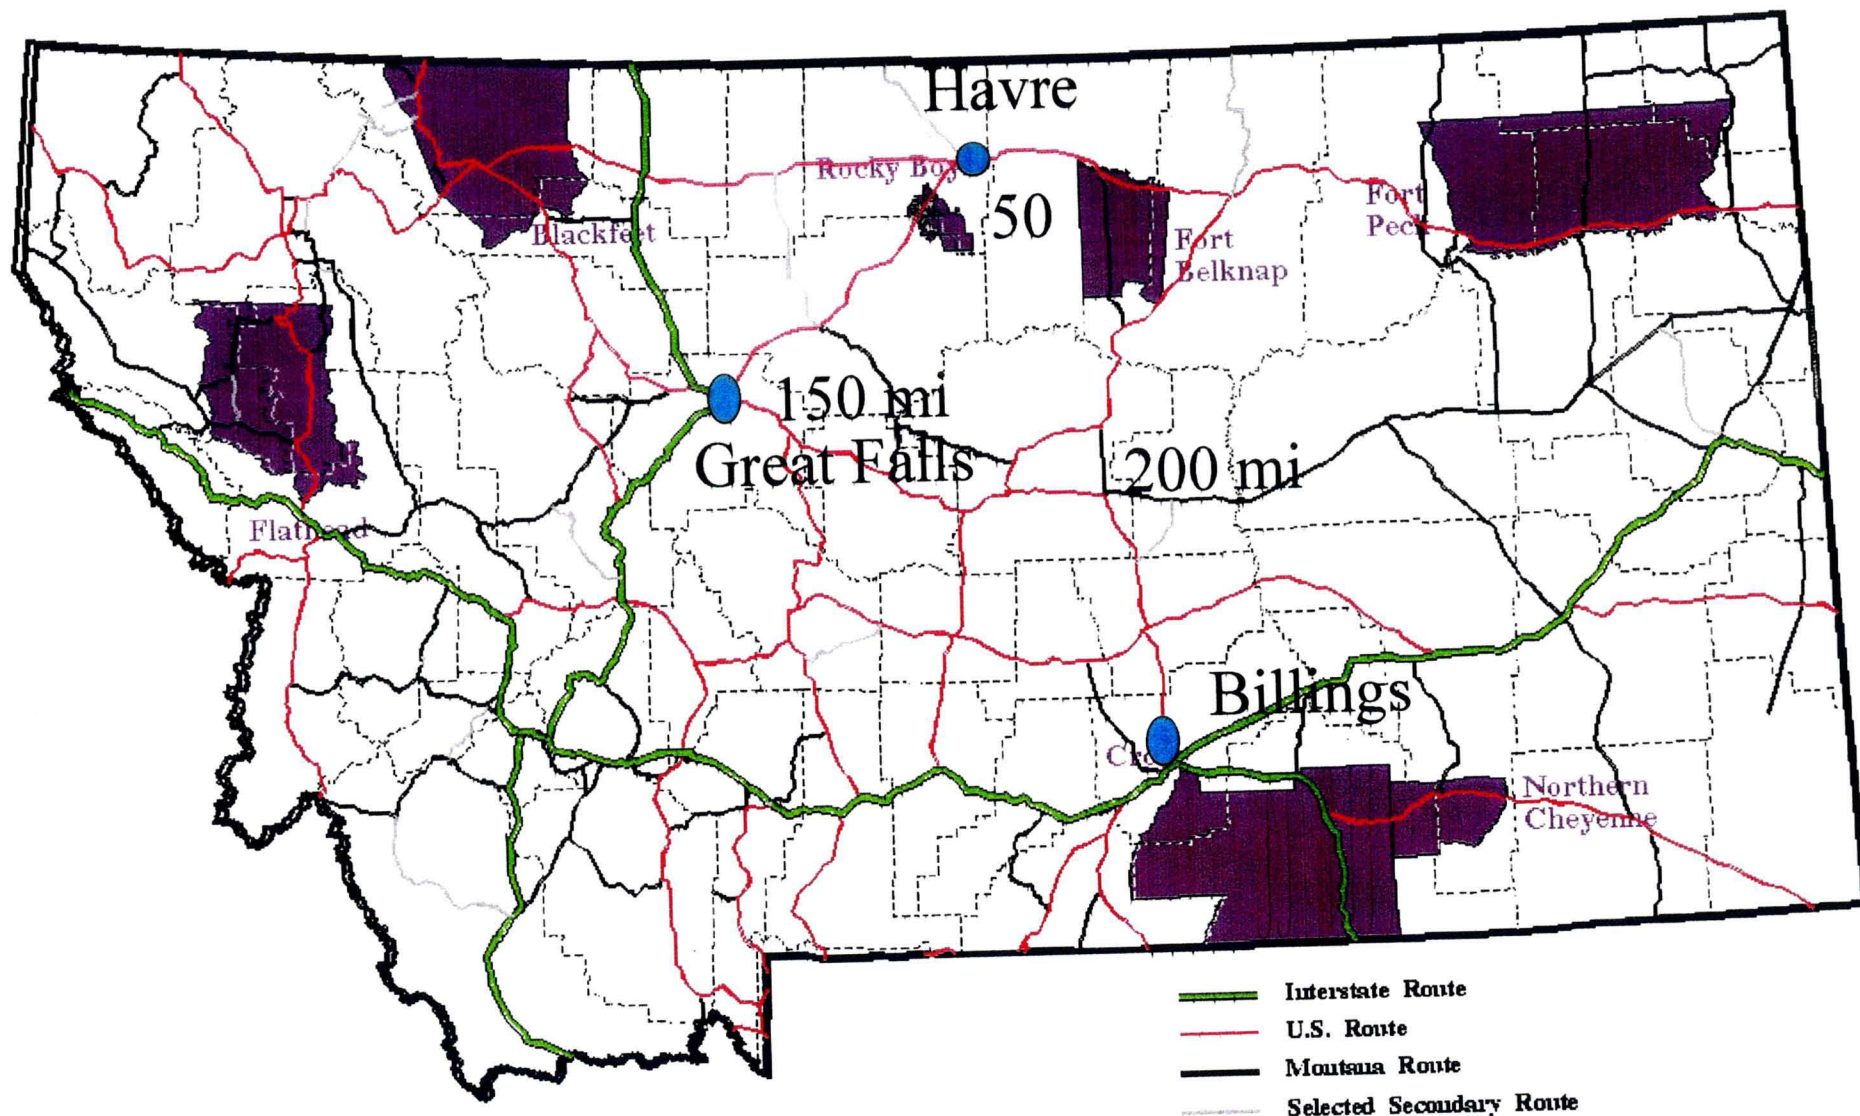 Havre
Rocky Boy
50
Blackfeet
Fort
Belknap
Fort
Peck
150 mi
Great Falls
200 mi
Flathead
Billings
Crow
Northern
Cheyenne
Interstate Route
U.S. Route
Montana Route
Selected Secondary Route